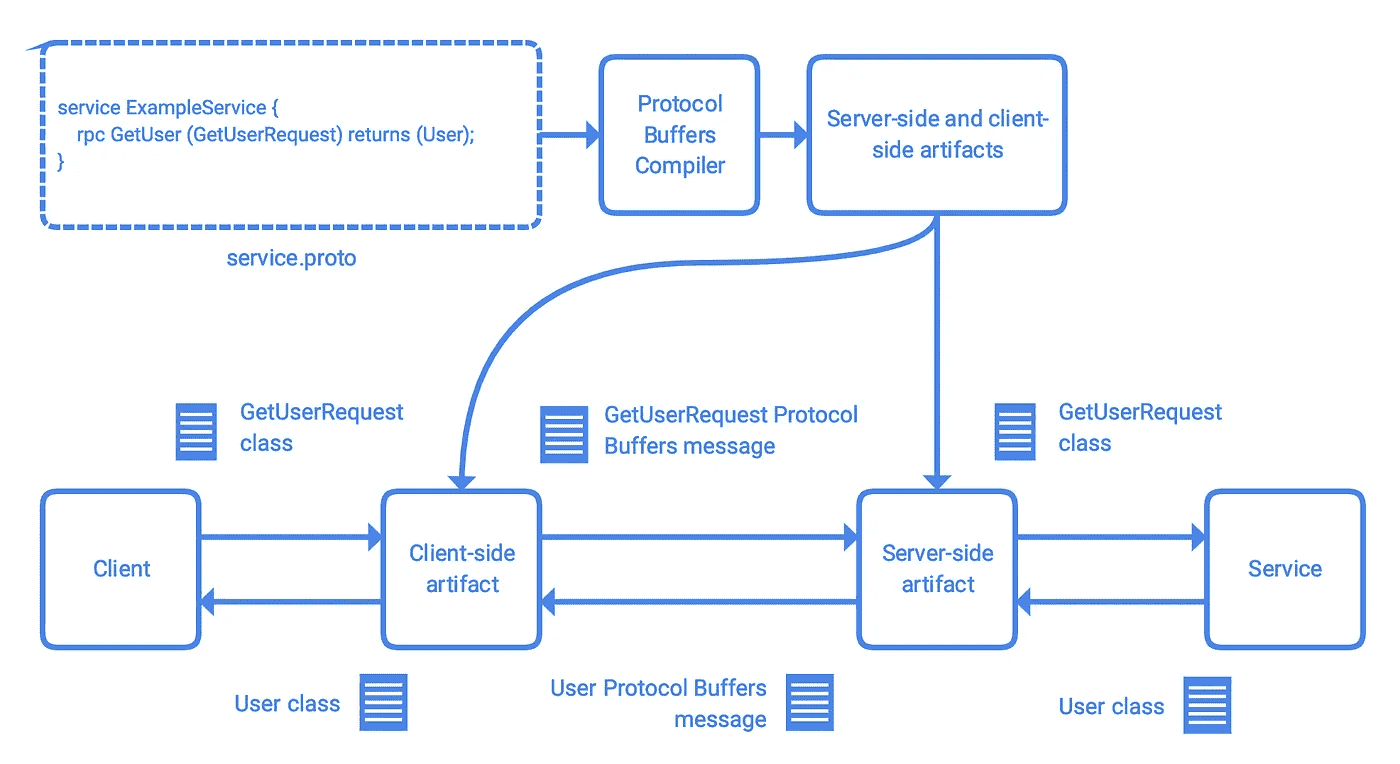 service ExampleService {
rpc GetUser (GetUserRequest) returns (User);
}
service.proto
Protocol
Buffers
Compiler
Server-side and client-
side artifacts
GetUserRequest
class
GetUserRequest Protocol
Buffers message
GetUserRequest
class
Client
Client-side
artifact
Server-side
artifact
Service
User class
User Protocol Buffers
message
User class